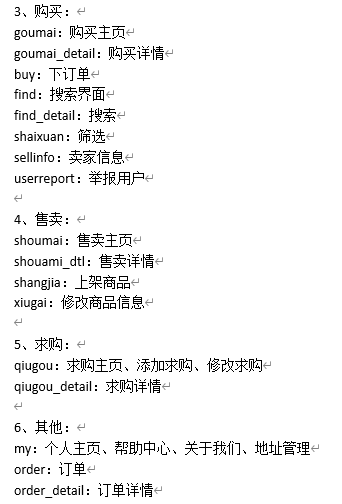 3、购买：
goumai：购买主页
goumai_detail：购买详情
buy：下订单
find：搜索界面
find_detail：搜索
shaixuan：筛选
sellinfo：卖家信息
userreport：举报用户
4、售卖：
shoumai：售卖主页
shouami_dtl：售卖详情
shangjia：上架商品
xiugai：修改商品信息
5、求购：
qiugou：求购主页、添加求购、修改求购
qiugou_detail：求购详情
6、其他：
my：个人主页、帮助中心、关于我们、地址管理
order：订单
order_detail：订单详情